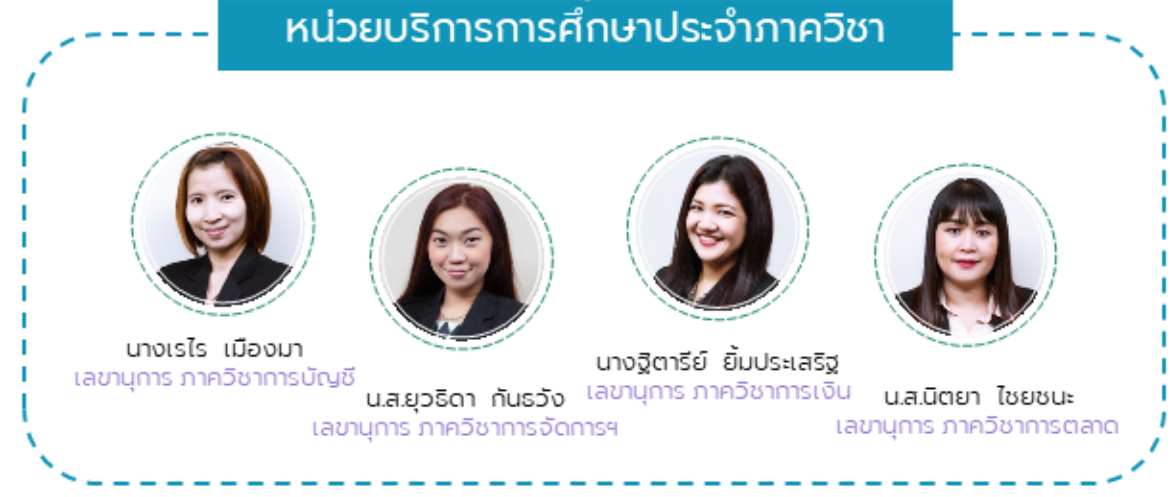 หน่วยบริการการศึกษาประจำภาควิชา
นางเรไร เมืองมา
เลขานุการ ภาควิชาการบัญชี
น.ส.ยุวธิดา กันธวัง
เลขานุการ ภาควิชาการจัดการฯ
นางฐิตารีย์ ยิ้มประเสริฐ
เลขานุการ ภาควิชาการเงิน
น.ส.นิตยา ไชยชนะ
เลขานุการ ภาควิชาการตลาด